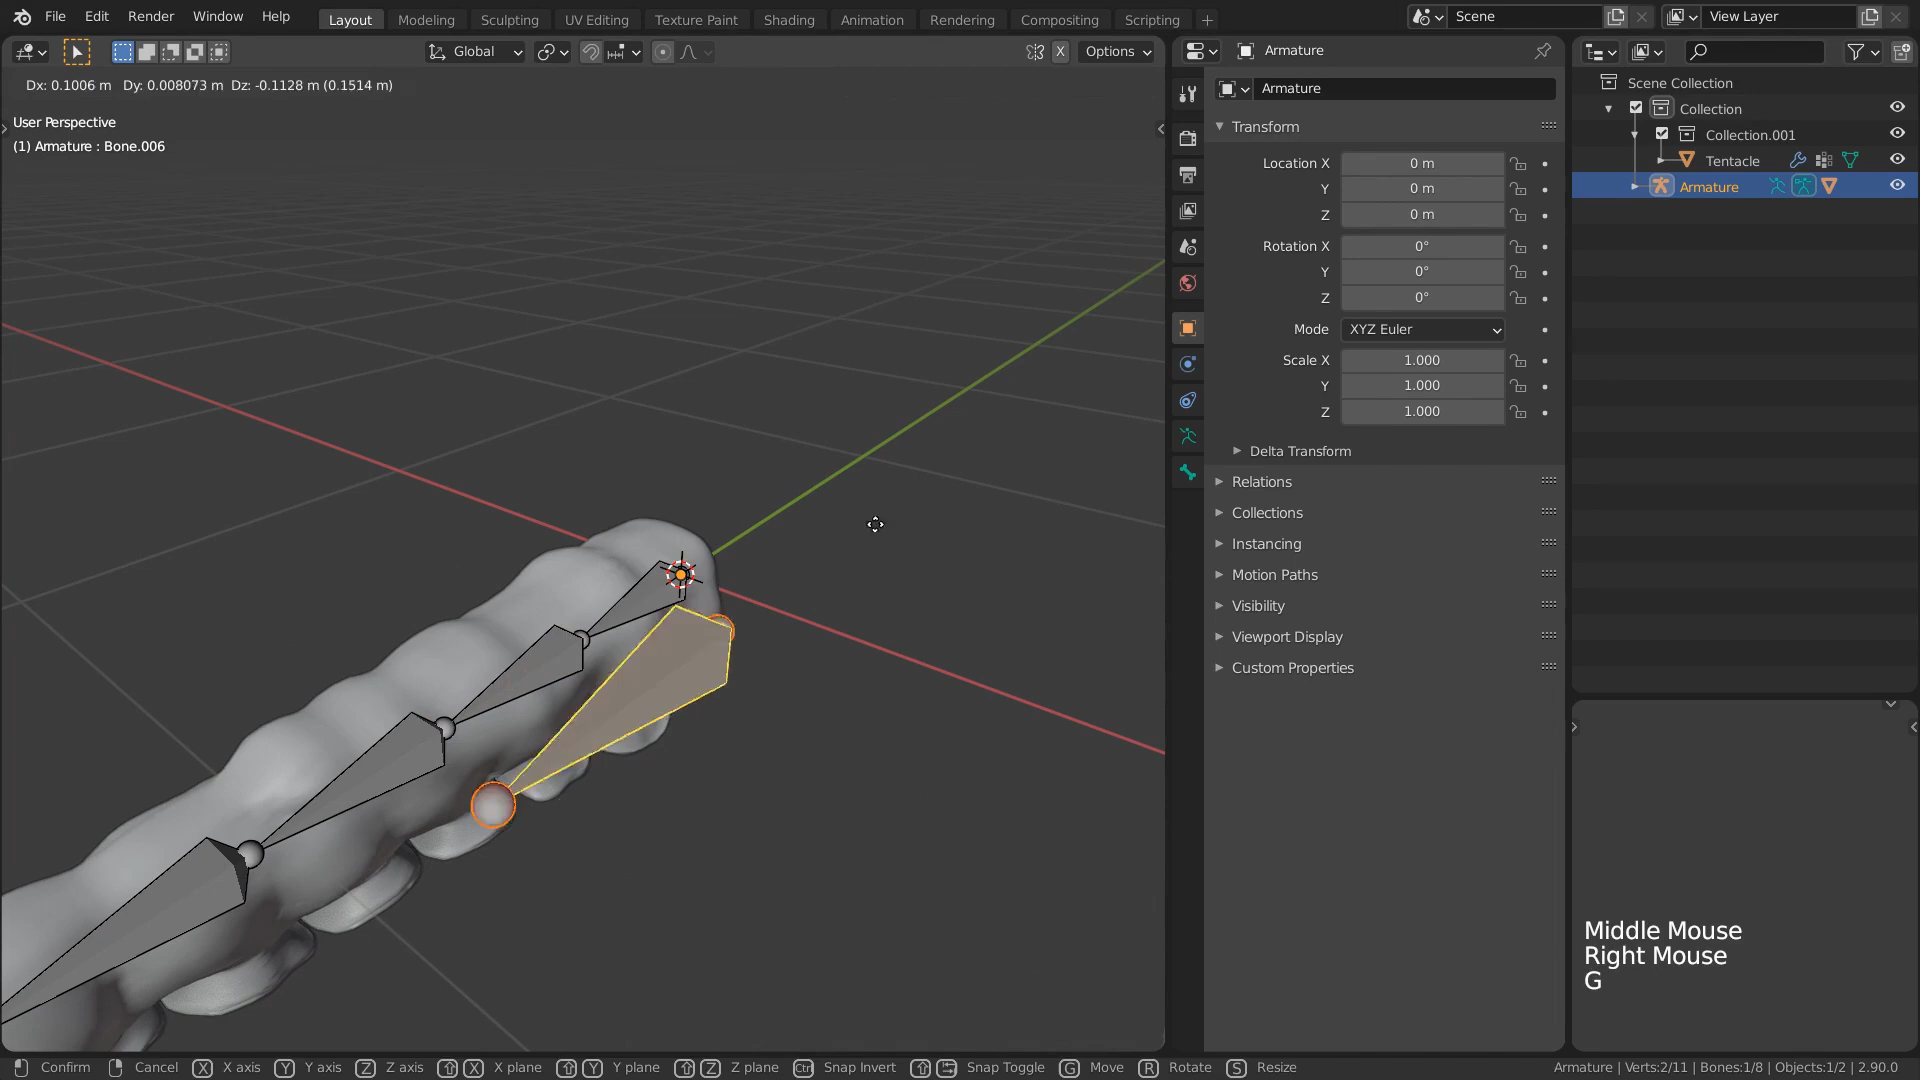 File Edit Render Window Help Layout Modeling Sculpting UV Editing Texture Paint Shading Animation Rendering Compositing Scripting + Scene View Layer
Global X Options Armature
Dx: 0.1006 m Dy: 0.008073 m Dz: -0.1128 m (0.1514 m)
User Perspective
(1) Armature : Bone.006
Armature
Transform
Location X 0 m
Y 0 m
Z 0 m
Rotation X 0°
Y 0°
Z 0°
Mode XYZ Euler
Scale X 1.000
Y 1.000
Z 1.000
Delta Transform
Relations
Collections
Instancing
Motion Paths
Visibility
Viewport Display
Custom Properties
Scene Collection
Collection
Collection.001
Tentacle
Armature
Middle Mouse
Right Mouse
G
Confirm Cancel X X axis Y Y axis Z Z axis X X plane Y Y plane Z Z plane Ctrl Snap Invert Snap Toggle G Move R Rotate S Resize Armature | Verts:2/11 | Bones:1/8 | Objects:1/2 | 2.90.0